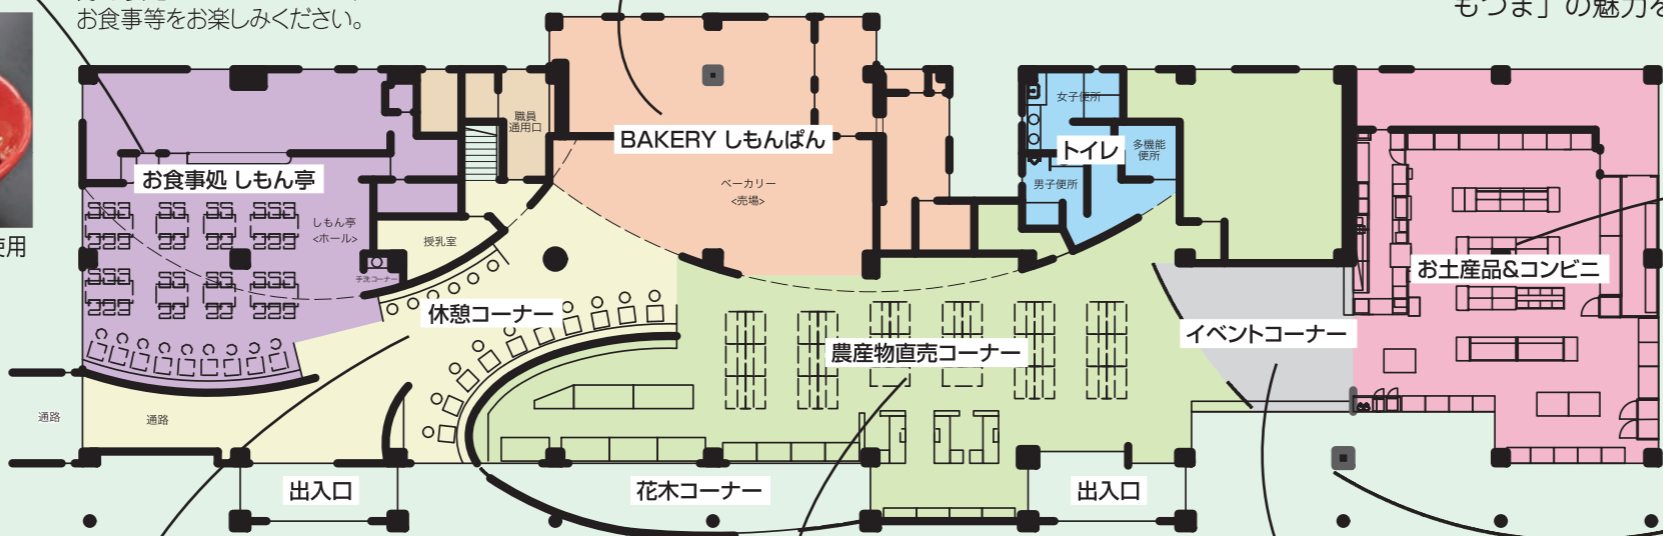 お食事等をお楽しみください。
もつま」の魅力を
使用
女子便所
職員
通用口
BAKERY しもんぱん
トイレ
多機能
便所
お食事処 しもん亭
ベーカリー
<売場>
男子便所
しもん亭
<ホール>
授乳室
手洗コーナー
お土産品&コンビニ
休憩コーナー
イベントコーナー
農産物直売コーナー
通路
通路
出入口
花木コーナー
出入口